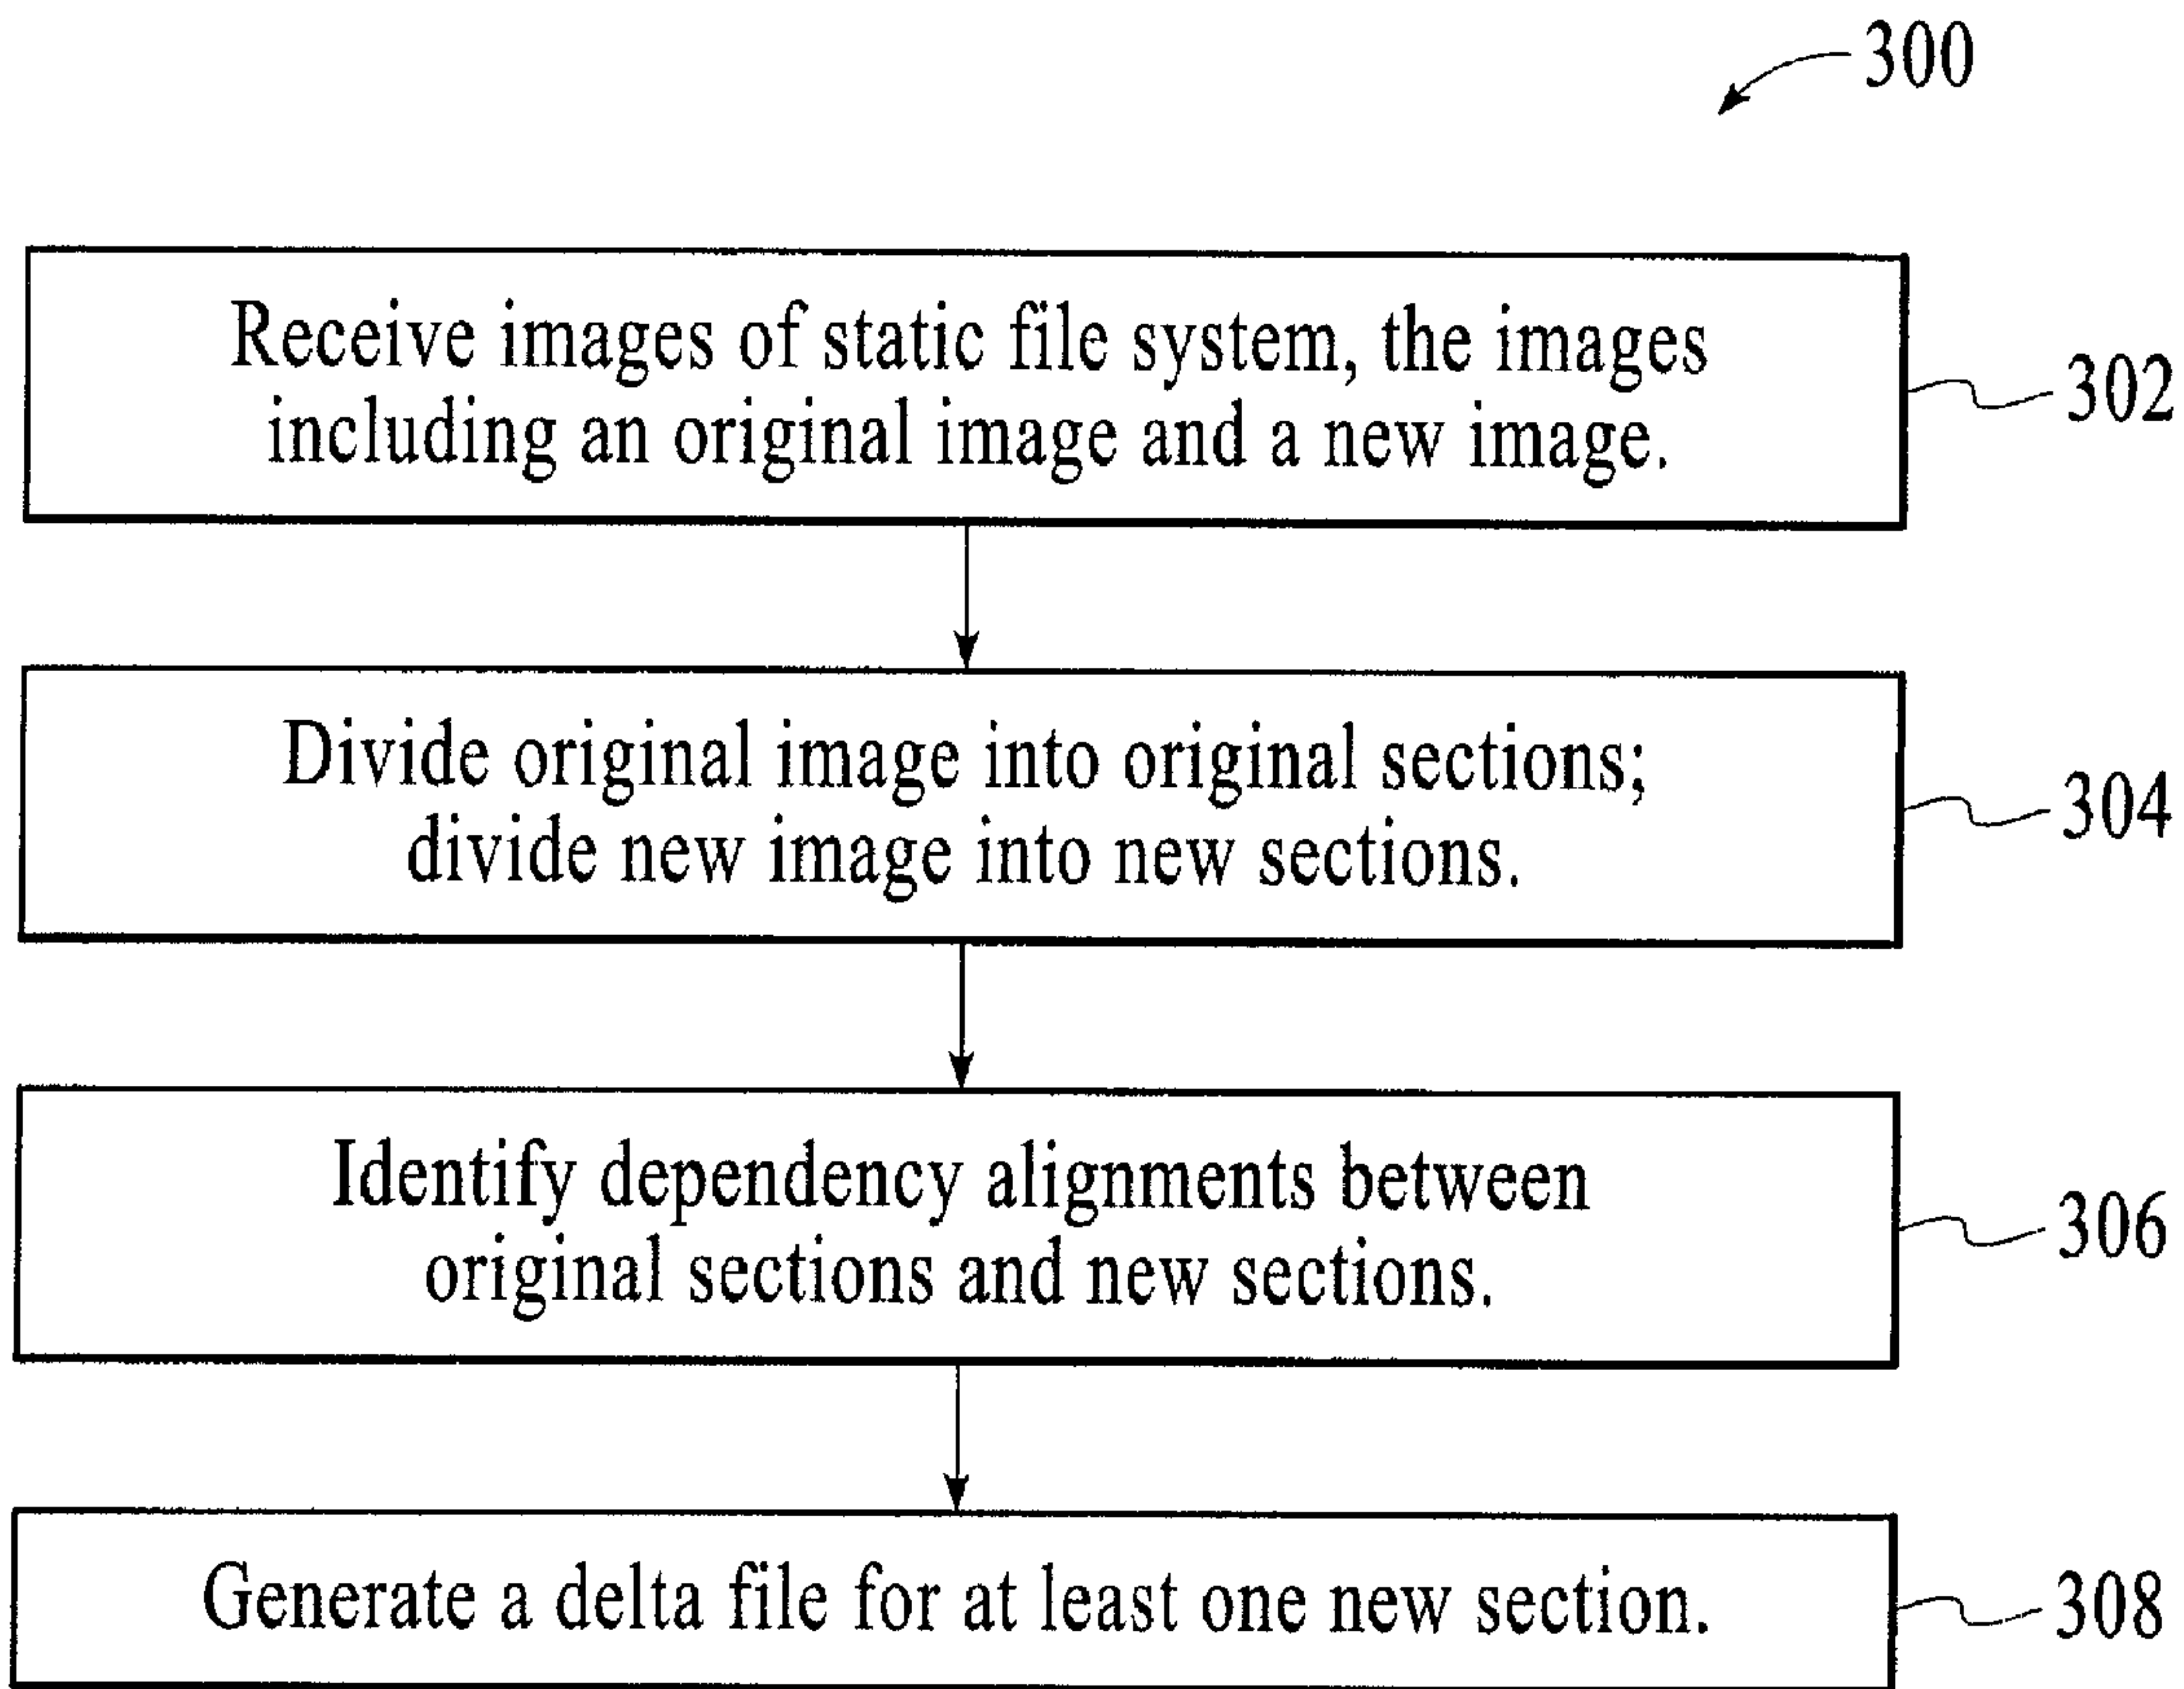 300
Receive images of static file system, the images
including an original image and a new image.
302
Divide original image into original sections;
divide new image into new sections.
304
Identify dependency alignments between
original sections and new sections.
306
Generate a delta file for at least one new section.
308